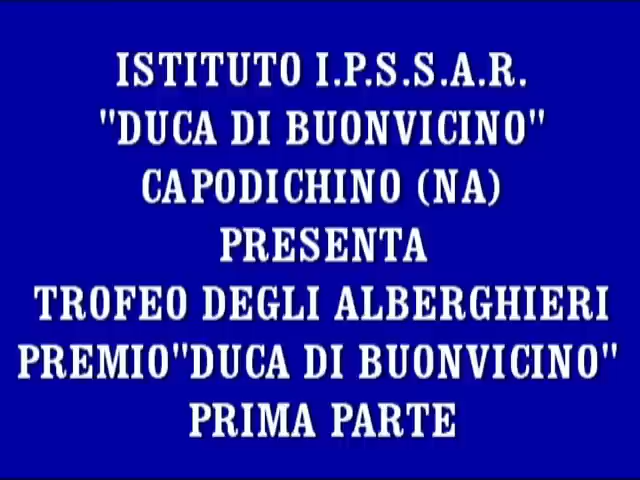 ISTITUTO I.P.S.S.A.R.
"DUCA DI BUONVICINO"
CAPODICHINO (NA)
PRESENTA
TROFEO DEGLI ALBERGHIERI
PREMIO"DUCA DI BUONVICINO"
PRIMA PARTE